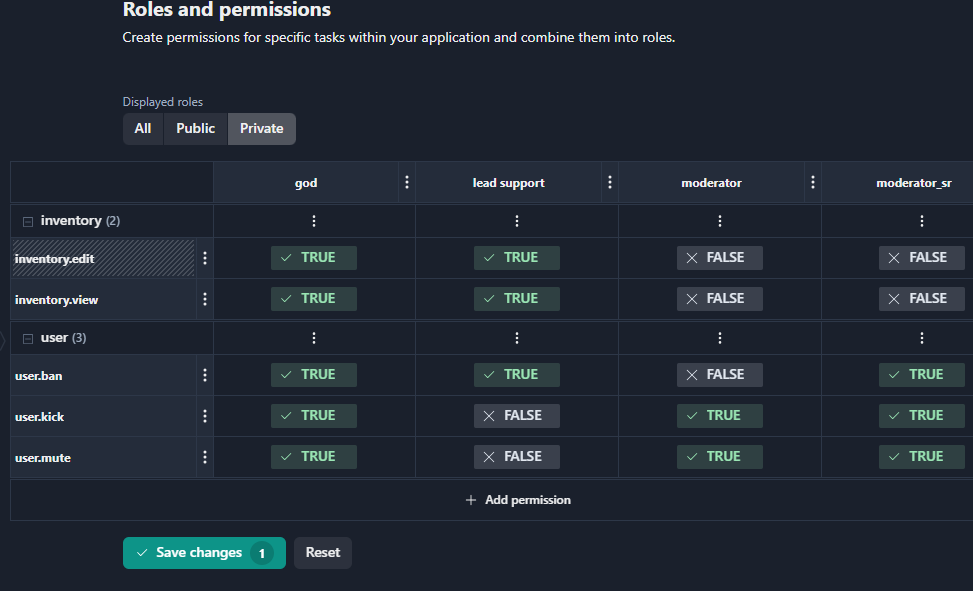 Roles and permissions
Create permissions for specific tasks within your application and combine them into roles.
Displayed roles
All Public Private
god lead support moderator moderator_sr
inventory (2)
inventory.edit TRUE TRUE FALSE FALSE
inventory.view TRUE TRUE FALSE FALSE
user (3)
user.ban TRUE TRUE FALSE TRUE
user.kick TRUE FALSE TRUE TRUE
user.mute TRUE FALSE TRUE TRUE
+ Add permission
Save changes 1 Reset